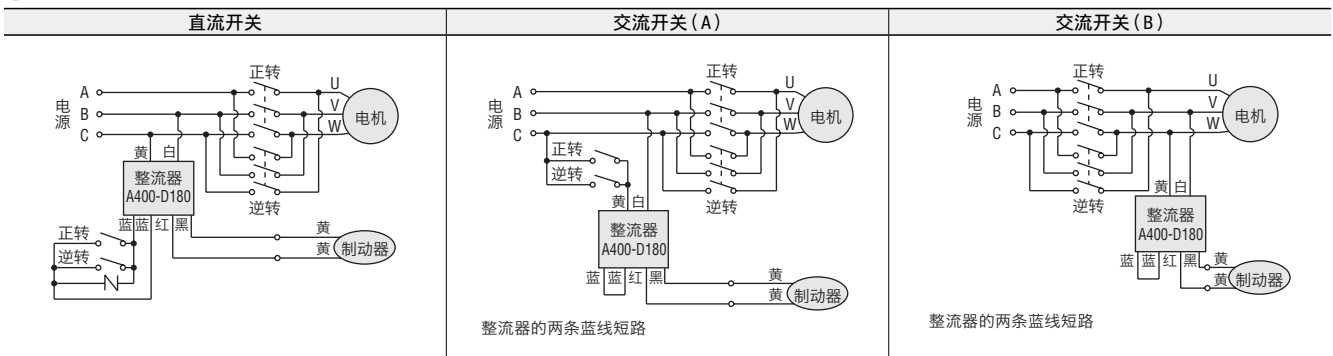 直流开关
交流开关(A)
交流开关(B)
正转
U
A
V
电
源
B
W
C
电机
黄
白
整流器
A400-D180
逆转
蓝
蓝
红
黑
正转
逆转
N
黄
黄
制动器
正转
U
A
V
电
源
B
W
C
电机
正转
逆转
黄
白
逆转
整流器
A400-D180
蓝
蓝
红
黑
黄
黄
制动器
整流器的两条蓝线短路
正转
U
A
V
电
源
B
W
C
电机
黄
白
逆转
整流器
A400-D180
蓝
蓝
红
黑
黄
黄
制动器
整流器的两条蓝线短路